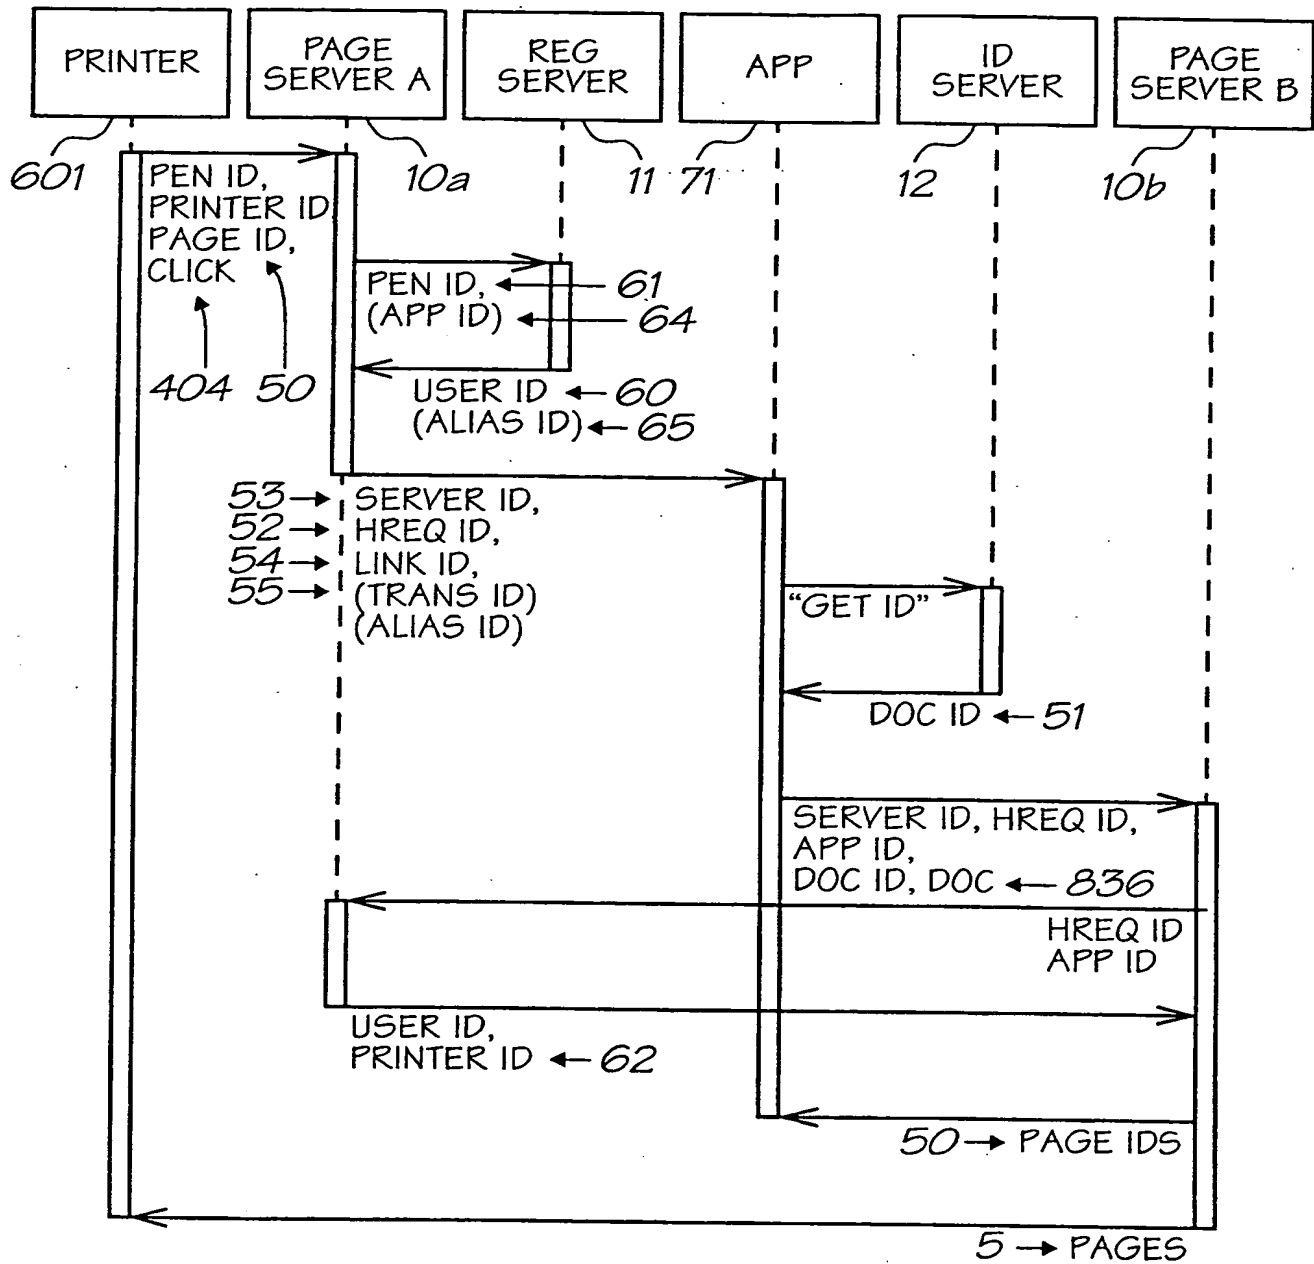 PRINTER
PAGE
SERVER A
REG
SERVER
APP
ID
SERVER
PAGE
SERVER B
601
10a
11
71
12
10b
PEN ID,
PRINTER ID
PAGE ID,
CLICK
404
50
PEN ID, 61
(APP ID) 64
USER ID 60
(ALIAS ID) 65
53 SERVER ID,
52 HREQ ID,
54 LINK ID,
55 (TRANS ID)
(ALIAS ID)
"GET ID"
DOC ID 51
SERVER ID, HREQ ID,
APP ID,
DOC ID, DOC 836
HREQ ID
APP ID
USER ID,
PRINTER ID 62
50 PAGE IDS
5 PAGES